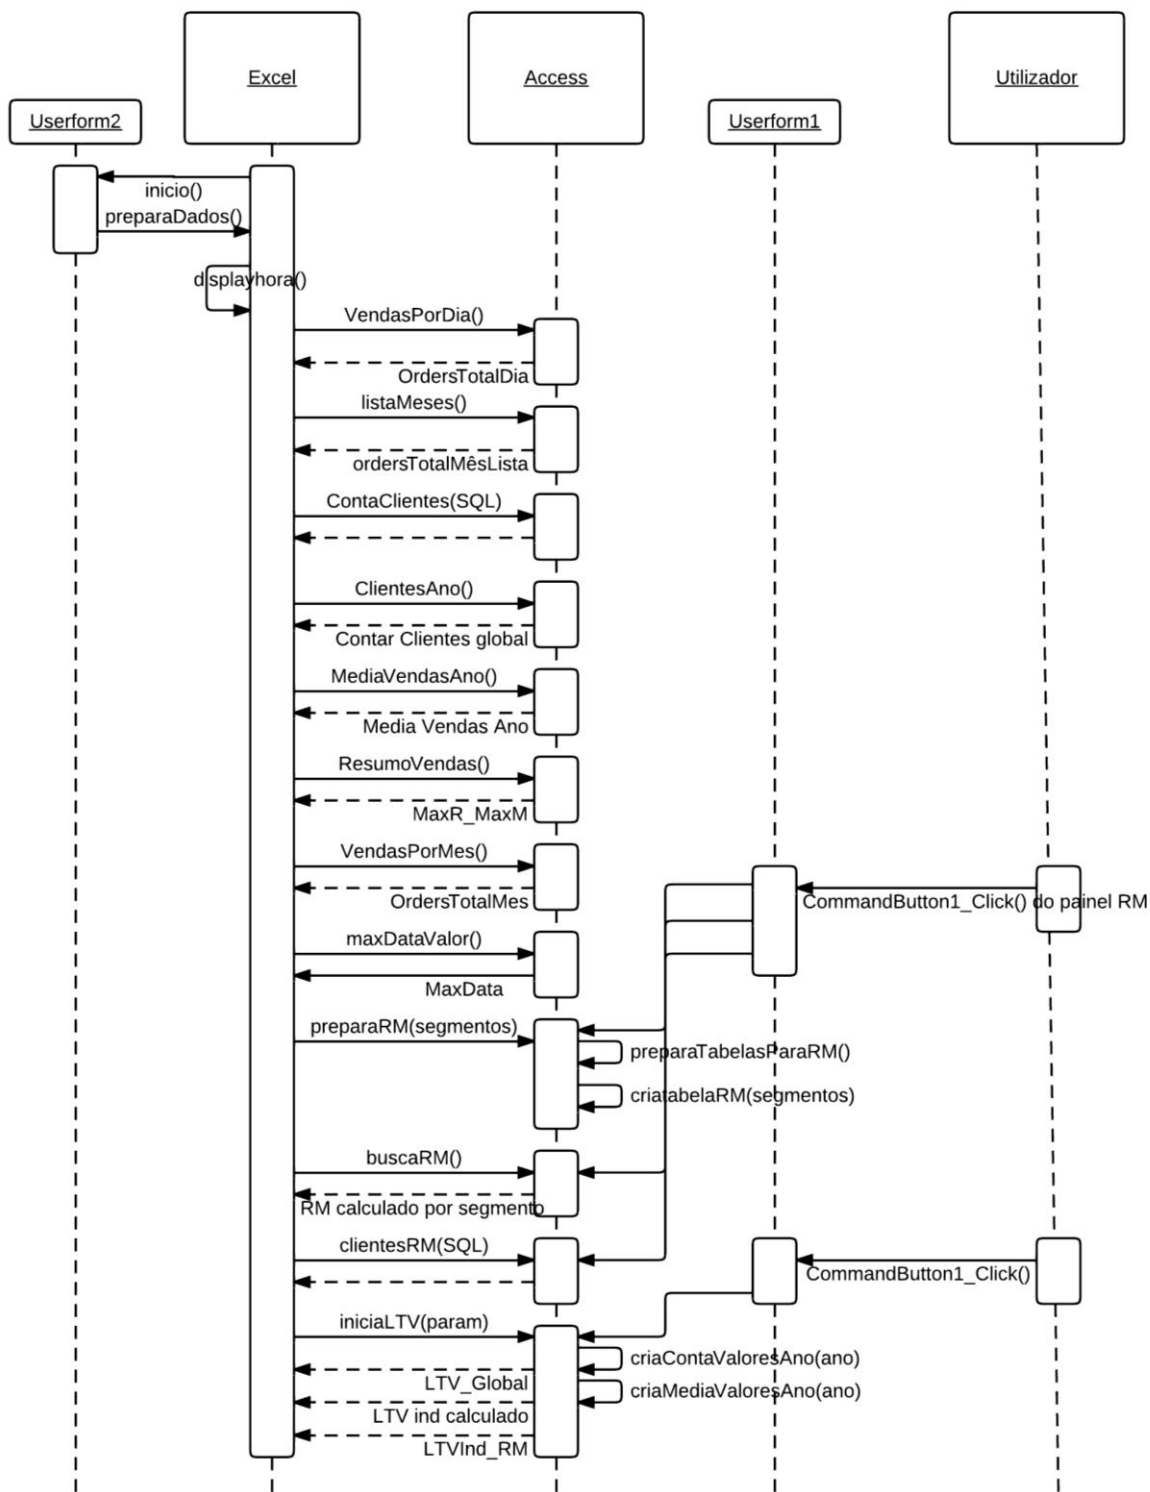 Excel
Access
Utilizador
Userform2
Userform1
inicio()
preparaDados()
displayhora()
VendasPorDia()
OrdersTotalDia
listaMeses()
ordersTotalMêsLista
ContaClientes(SQL)
ClientesAno()
Contar Clientes global
MediaVendasAno()
Media Vendas Ano
ResumoVendas()
MaxR_MaxM
VendasPorMes()
OrdersTotalMes
CommandButton1_Click() do painel RM
maxDataValor()
MaxData
preparaRM(segmentos)
preparaTabelasParaRM()
criatabelaRM(segmentos)
buscaRM()
RM calculado por segmento
clientesRM(SQL)
CommandButton1_Click()
iniciaLTV(param)
criaContaValoresAno(ano)
LTV_Global
criaMediaValoresAno(ano)
LTV ind calculado
LTVInd_RM